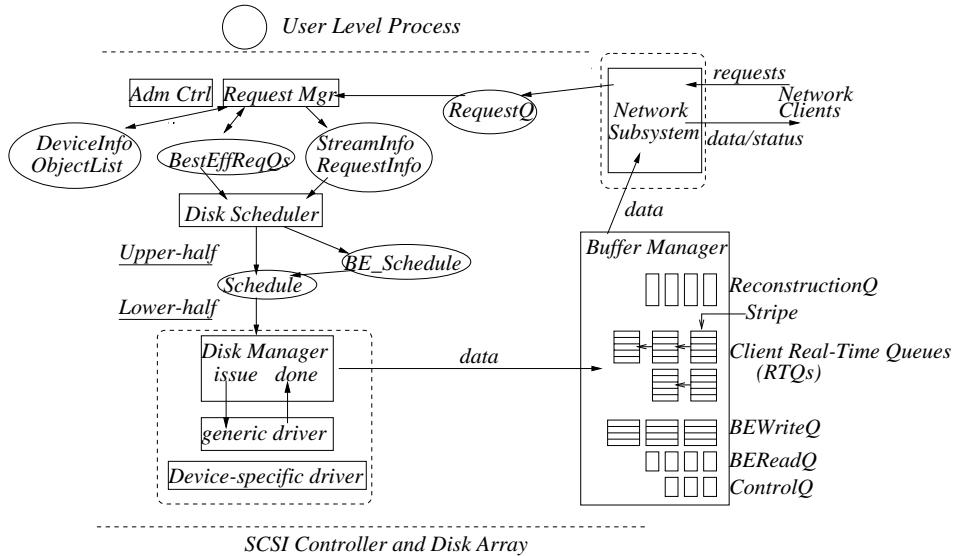 User Level Process
Adm Ctrl
Request Mgr
RequestQ
requests
Network
Clients
Network
Subsystem
data/status
DeviceInfo
ObjectList
BestEffReqQs
StreamInfo
RequestInfo
Disk Scheduler
data
Upper-half
BE_Schedule
Buffer Manager
Schedule
ReconstructionQ
Lower-half
Stripe
Disk Manager
issue done
data
Client Real-Time Queues
(RTQs)
generic driver
BEWriteQ
Device-specific driver
BEReadQ
ControlQ
SCSI Controller and Disk Array